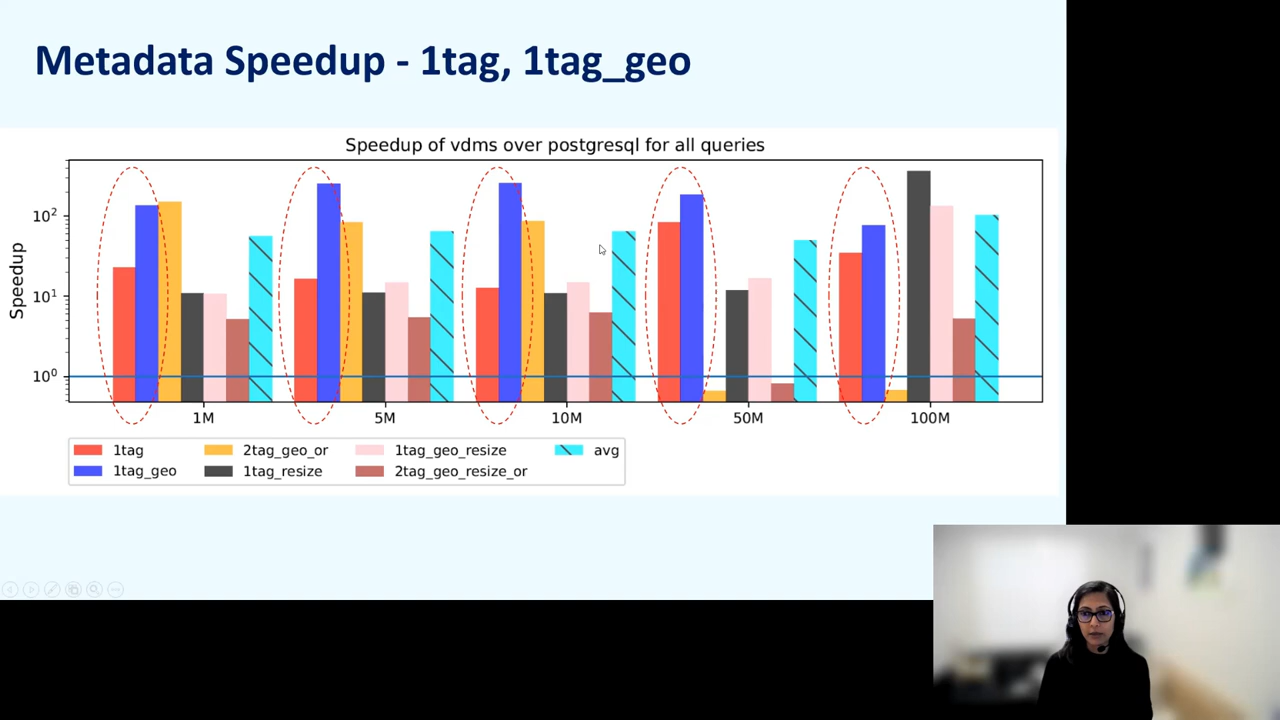 Metadata Speedup - 1tag, 1tag_geo
Speedup of vdms over postgresql for all queries
Speedup
10²
10¹
10⁰
1M 5M 10M 50M 100M
1tag 2tag_geo_or 1tag_geo_resize avg
1tag_geo 1tag_resize 2tag_geo_resize_or